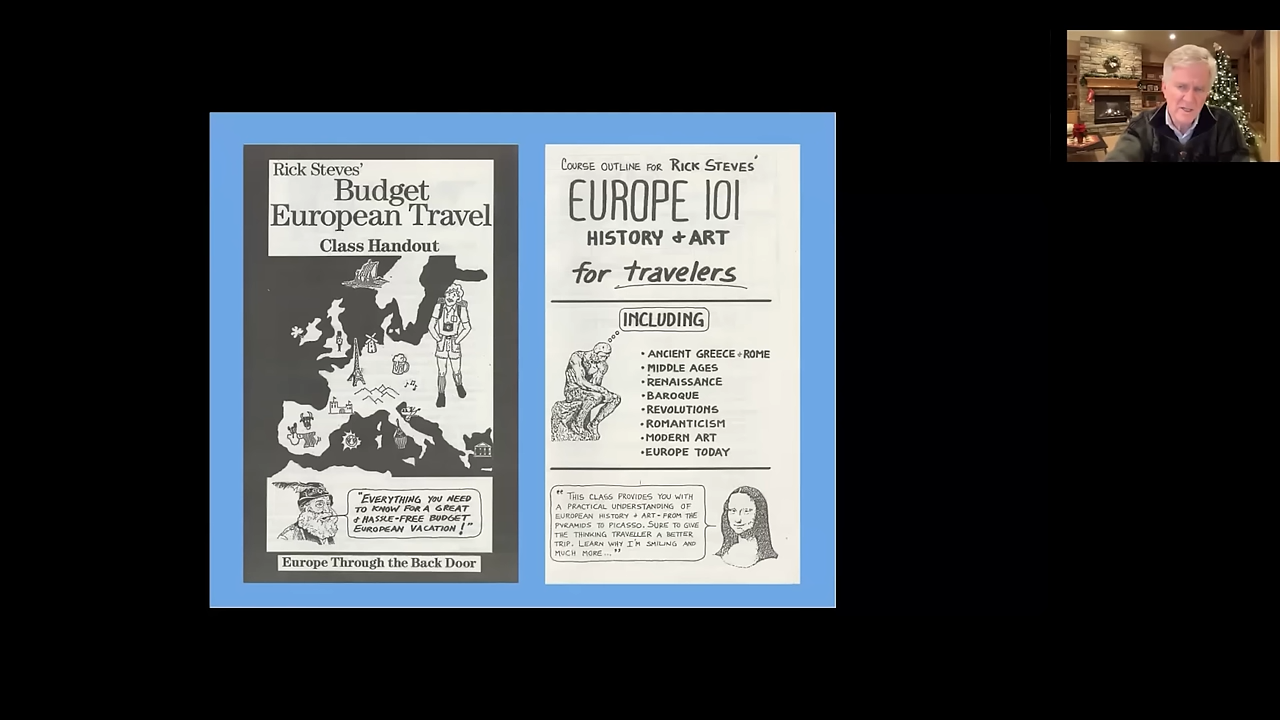 Rick Steves'
Budget
European Travel
Class Handout
"EVERYTHING YOU NEED
TO KNOW FOR A GREAT
& HASSLE-FREE BUDGET
EUROPEAN VACATION!"
Europe Through the Back Door
COURSE OUTLINE FOR RICK STEVES'
EUROPE 101
HISTORY & ART
for travelers
INCLUDING
• ANCIENT GREECE & ROME
• MIDDLE AGES
• RENAISSANCE
• BAROQUE
• REVOLUTIONS
• ROMANTICISM
• MODERN ART
• EUROPE TODAY
"THIS CLASS PROVIDES YOU WITH
A PRACTICAL UNDERSTANDING OF
EUROPEAN HISTORY & ART - FROM THE
PYRAMIDS TO PICASSO. SURE TO GIVE
THE THINKING TRAVELLER A BETTER
TRIP. LEARN WHY I'M SMILING AND
MUCH MORE..."